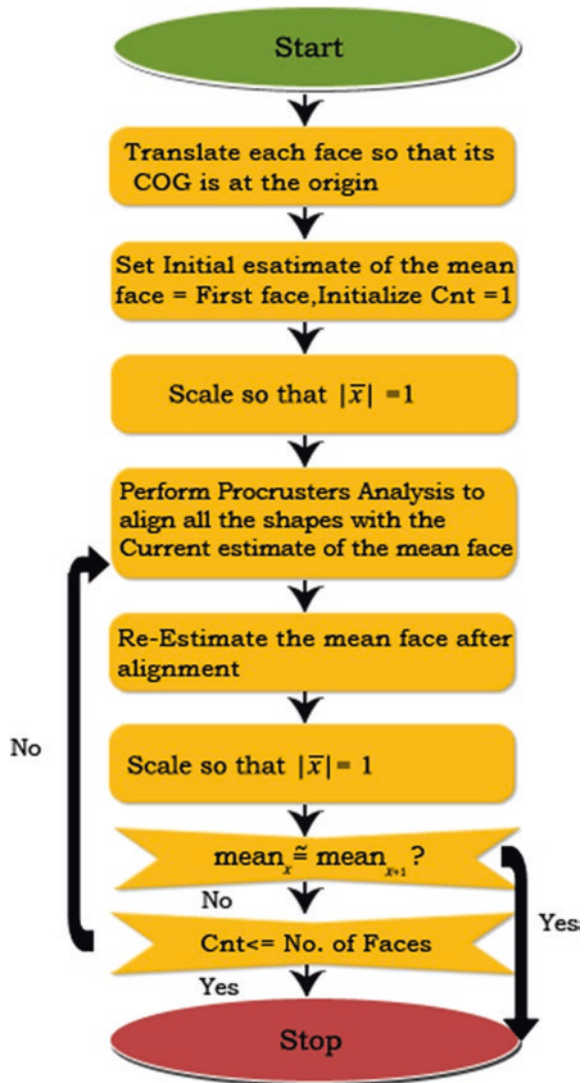 Start
Translate each face so that its
COG is at the origin
Set Initial esatimate of the mean
face = First face,Initialize Cnt =1
Scale so that |x̅| =1
Perform Procrusters Analysis to
align all the shapes with the
Current estimate of the mean face
Re-Estimate the mean face after
alignment
No
Scale so that |x̅|= 1
meanₓ ≅ meanₓ₊₁?
No
Yes
Cnt<= No. of Faces
Yes
Stop